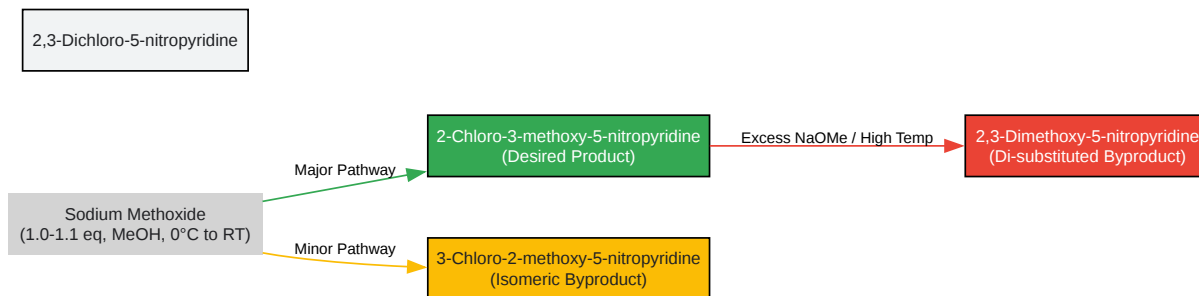 2,3-Dichloro-5-nitropyridine
2-Chloro-3-methoxy-5-nitropyridine
(Desired Product)
Excess NaOMe / High Temp
2,3-Dimethoxy-5-nitropyridine
(Di-substituted Byproduct)
Major Pathway
Sodium Methoxide
(1.0-1.1 eq, MeOH, 0°C to RT)
Minor Pathway
3-Chloro-2-methoxy-5-nitropyridine
(Isomeric Byproduct)